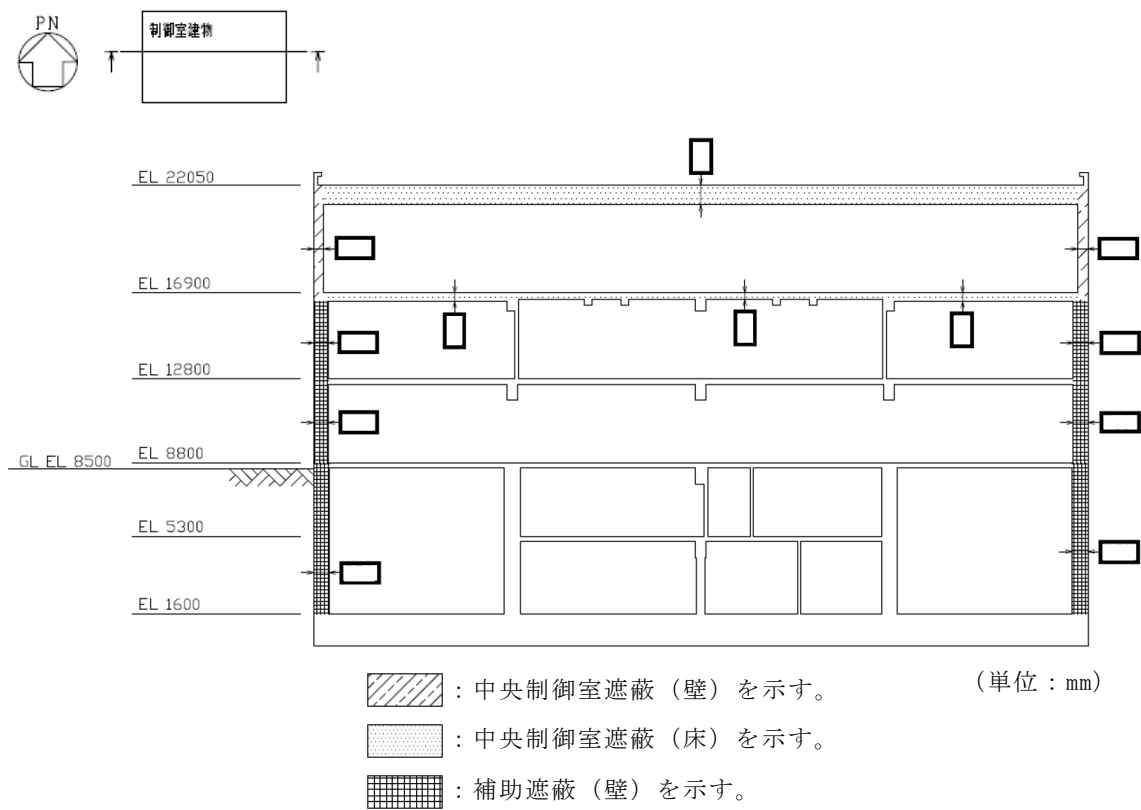 PN
制御室建物
EL 22050
EL 16900
EL 12800
EL 8800
GL EL 8500
EL 5300
EL 1600
(単位：mm)
：中央制御室遮蔽（壁）を示す。
：中央制御室遮蔽（床）を示す。
：補助遮蔽（壁）を示す。